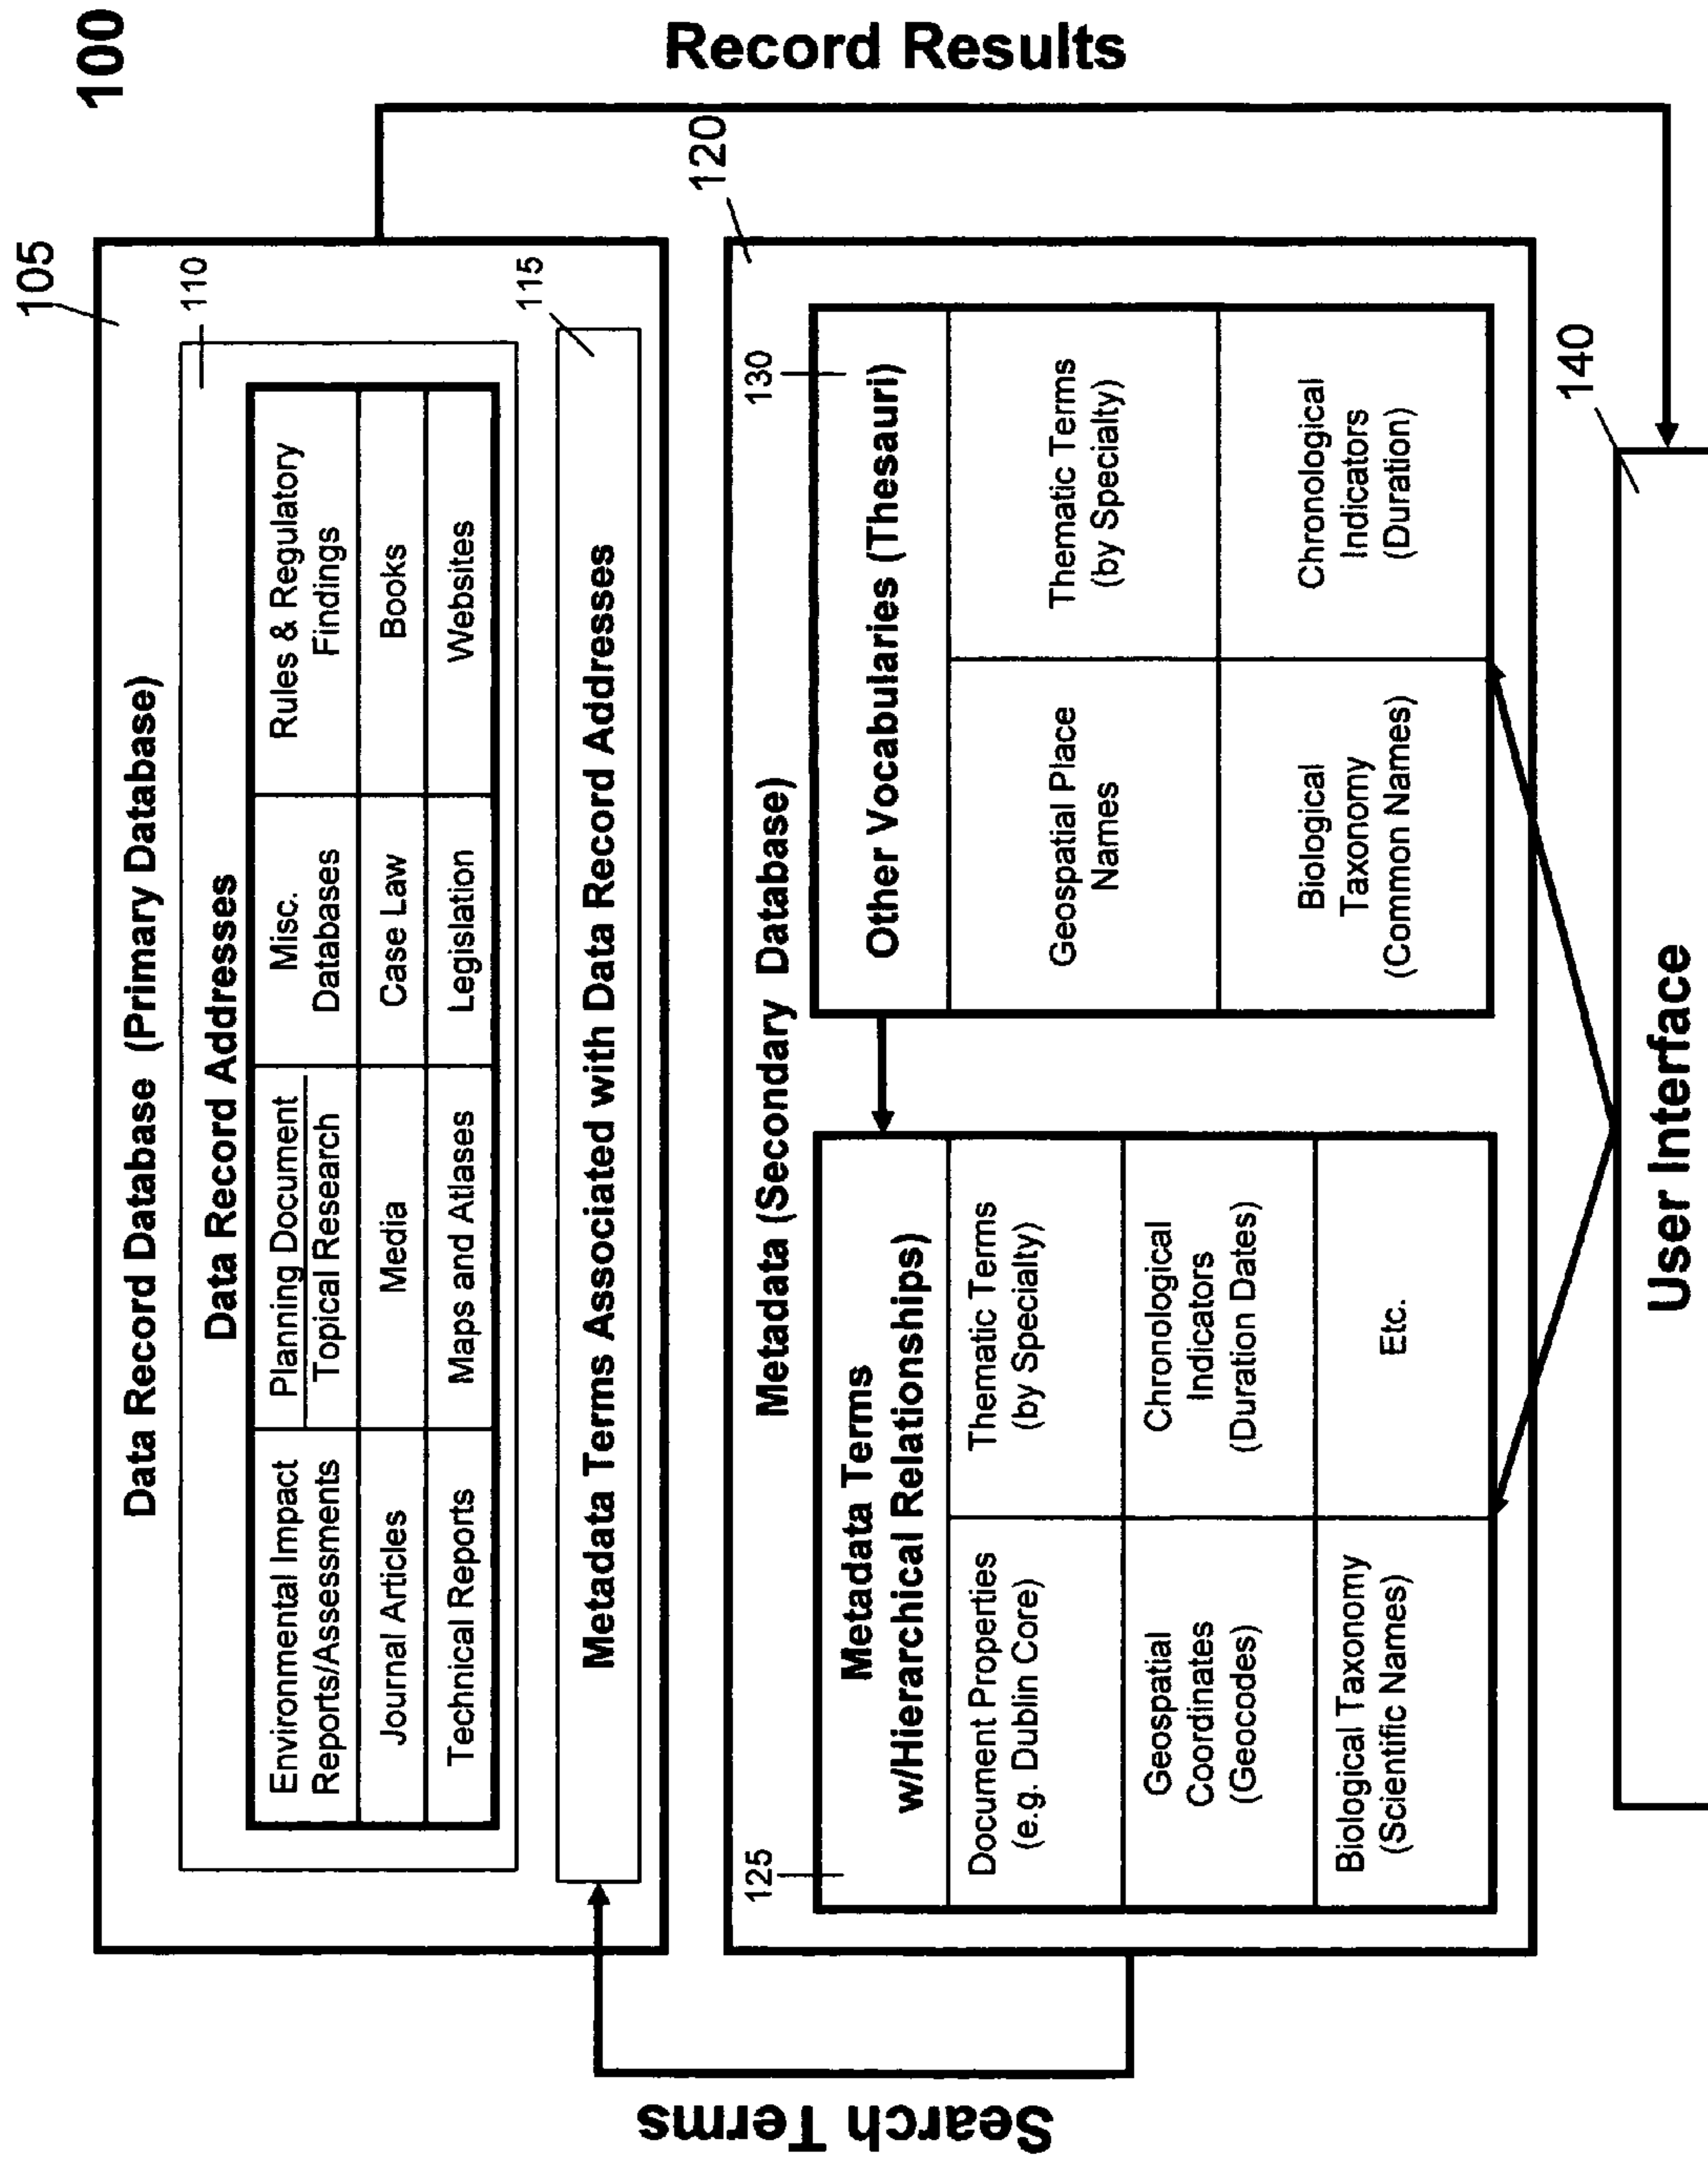 100
105
Data Record Database (Primary Database)
110
Data Record Addresses
Environmental Impact
Reports/Assessments
Planning Document
Topical Research
Misc.
Databases
Rules & Regulatory
Findings
Journal Articles
Media
Case Law
Books
Technical Reports
Maps and Atlases
Legislation
Websites
115
Metadata Terms Associated with Data Record Addresses
120
Metadata (Secondary Database)
125
Metadata Terms
w/Hierarchical Relationships)
Document Properties
(e.g. Dublin Core)
Thematic Terms
(by Specialty)
Geospatial
Coordinates
(Geocodes)
Chronological
Indicators
(Duration Dates)
Biological Taxonomy
(Scientific Names)
Etc.
130
Other Vocabularies (Thesauri)
Geospatial Place
Names
Thematic Terms
(by Specialty)
Biological
Taxonomy
(Common Names)
Chronological
Indicators
(Duration)
140
User Interface
Search Terms
Record Results